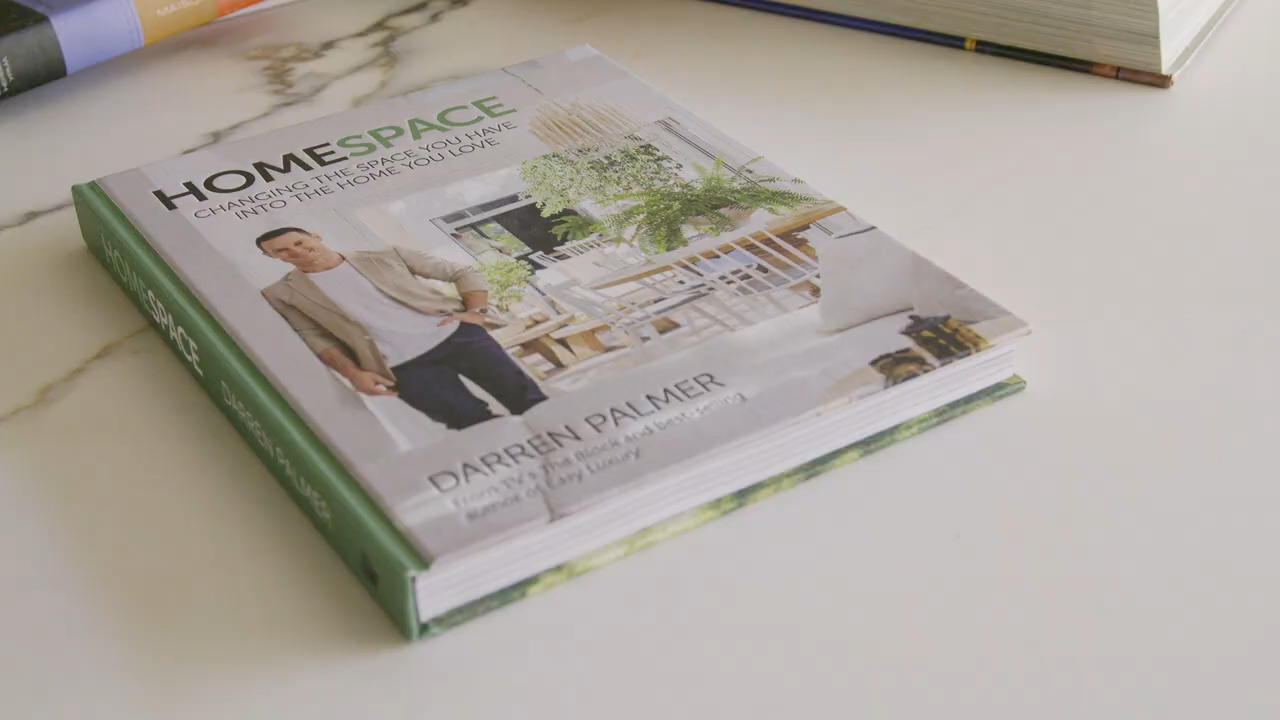 MAISO
HOMESPACE
CHANGING THE SPACE YOU HAVE
INTO THE HOME YOU LOVE
DARREN PALMER
From TV's The Block and best-selling
author of Easy Luxury
HOMESPACE DARREN PALMER